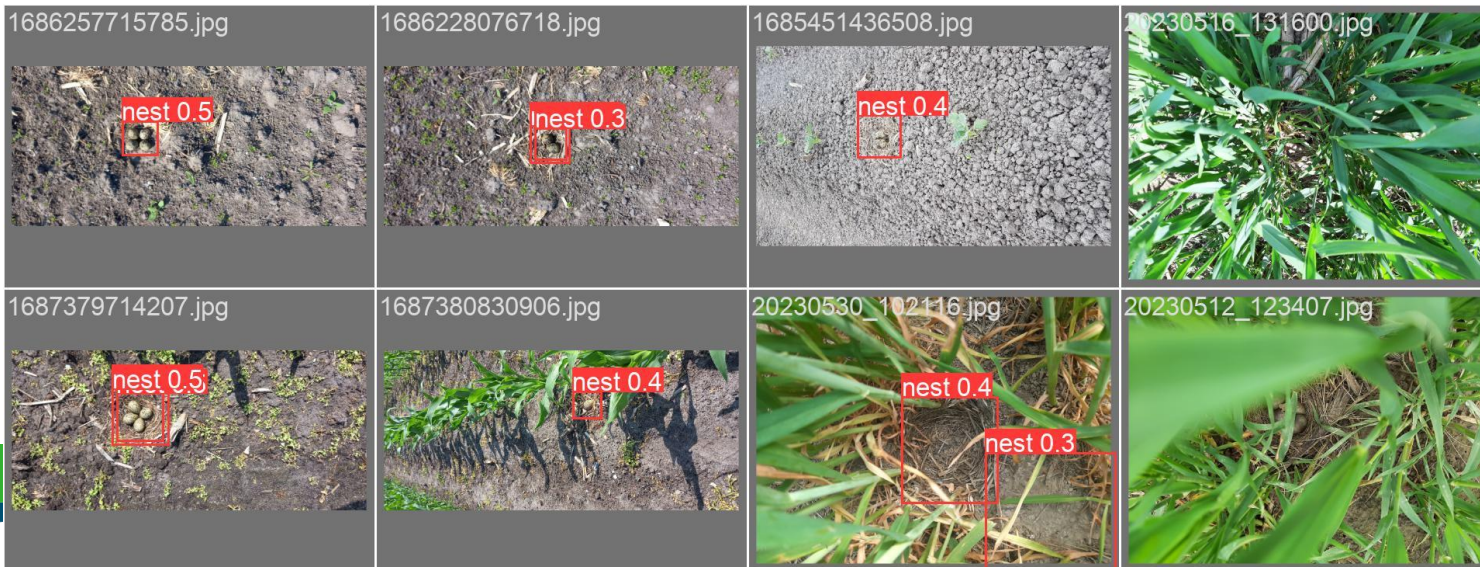 1686257715785.jpg
nest 0.5
1686228076718.jpg
nest 0.3
1685451436508.jpg
nest 0.4
20230516_131600.jpg
1687379714207.jpg
nest 0.5
1687380830906.jpg
nest 0.4
20230530_102116.jpg
nest 0.4
nest 0.3
20230512_123407.jpg